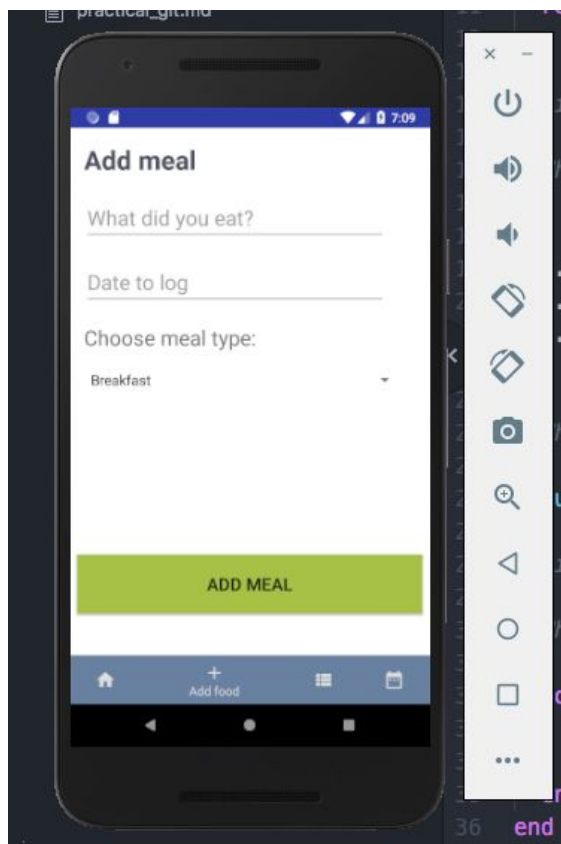 practical_git.md
7:09
Add meal
What did you eat?
Date to log
Choose meal type:
Breakfast
ADD MEAL
Add food
36 end